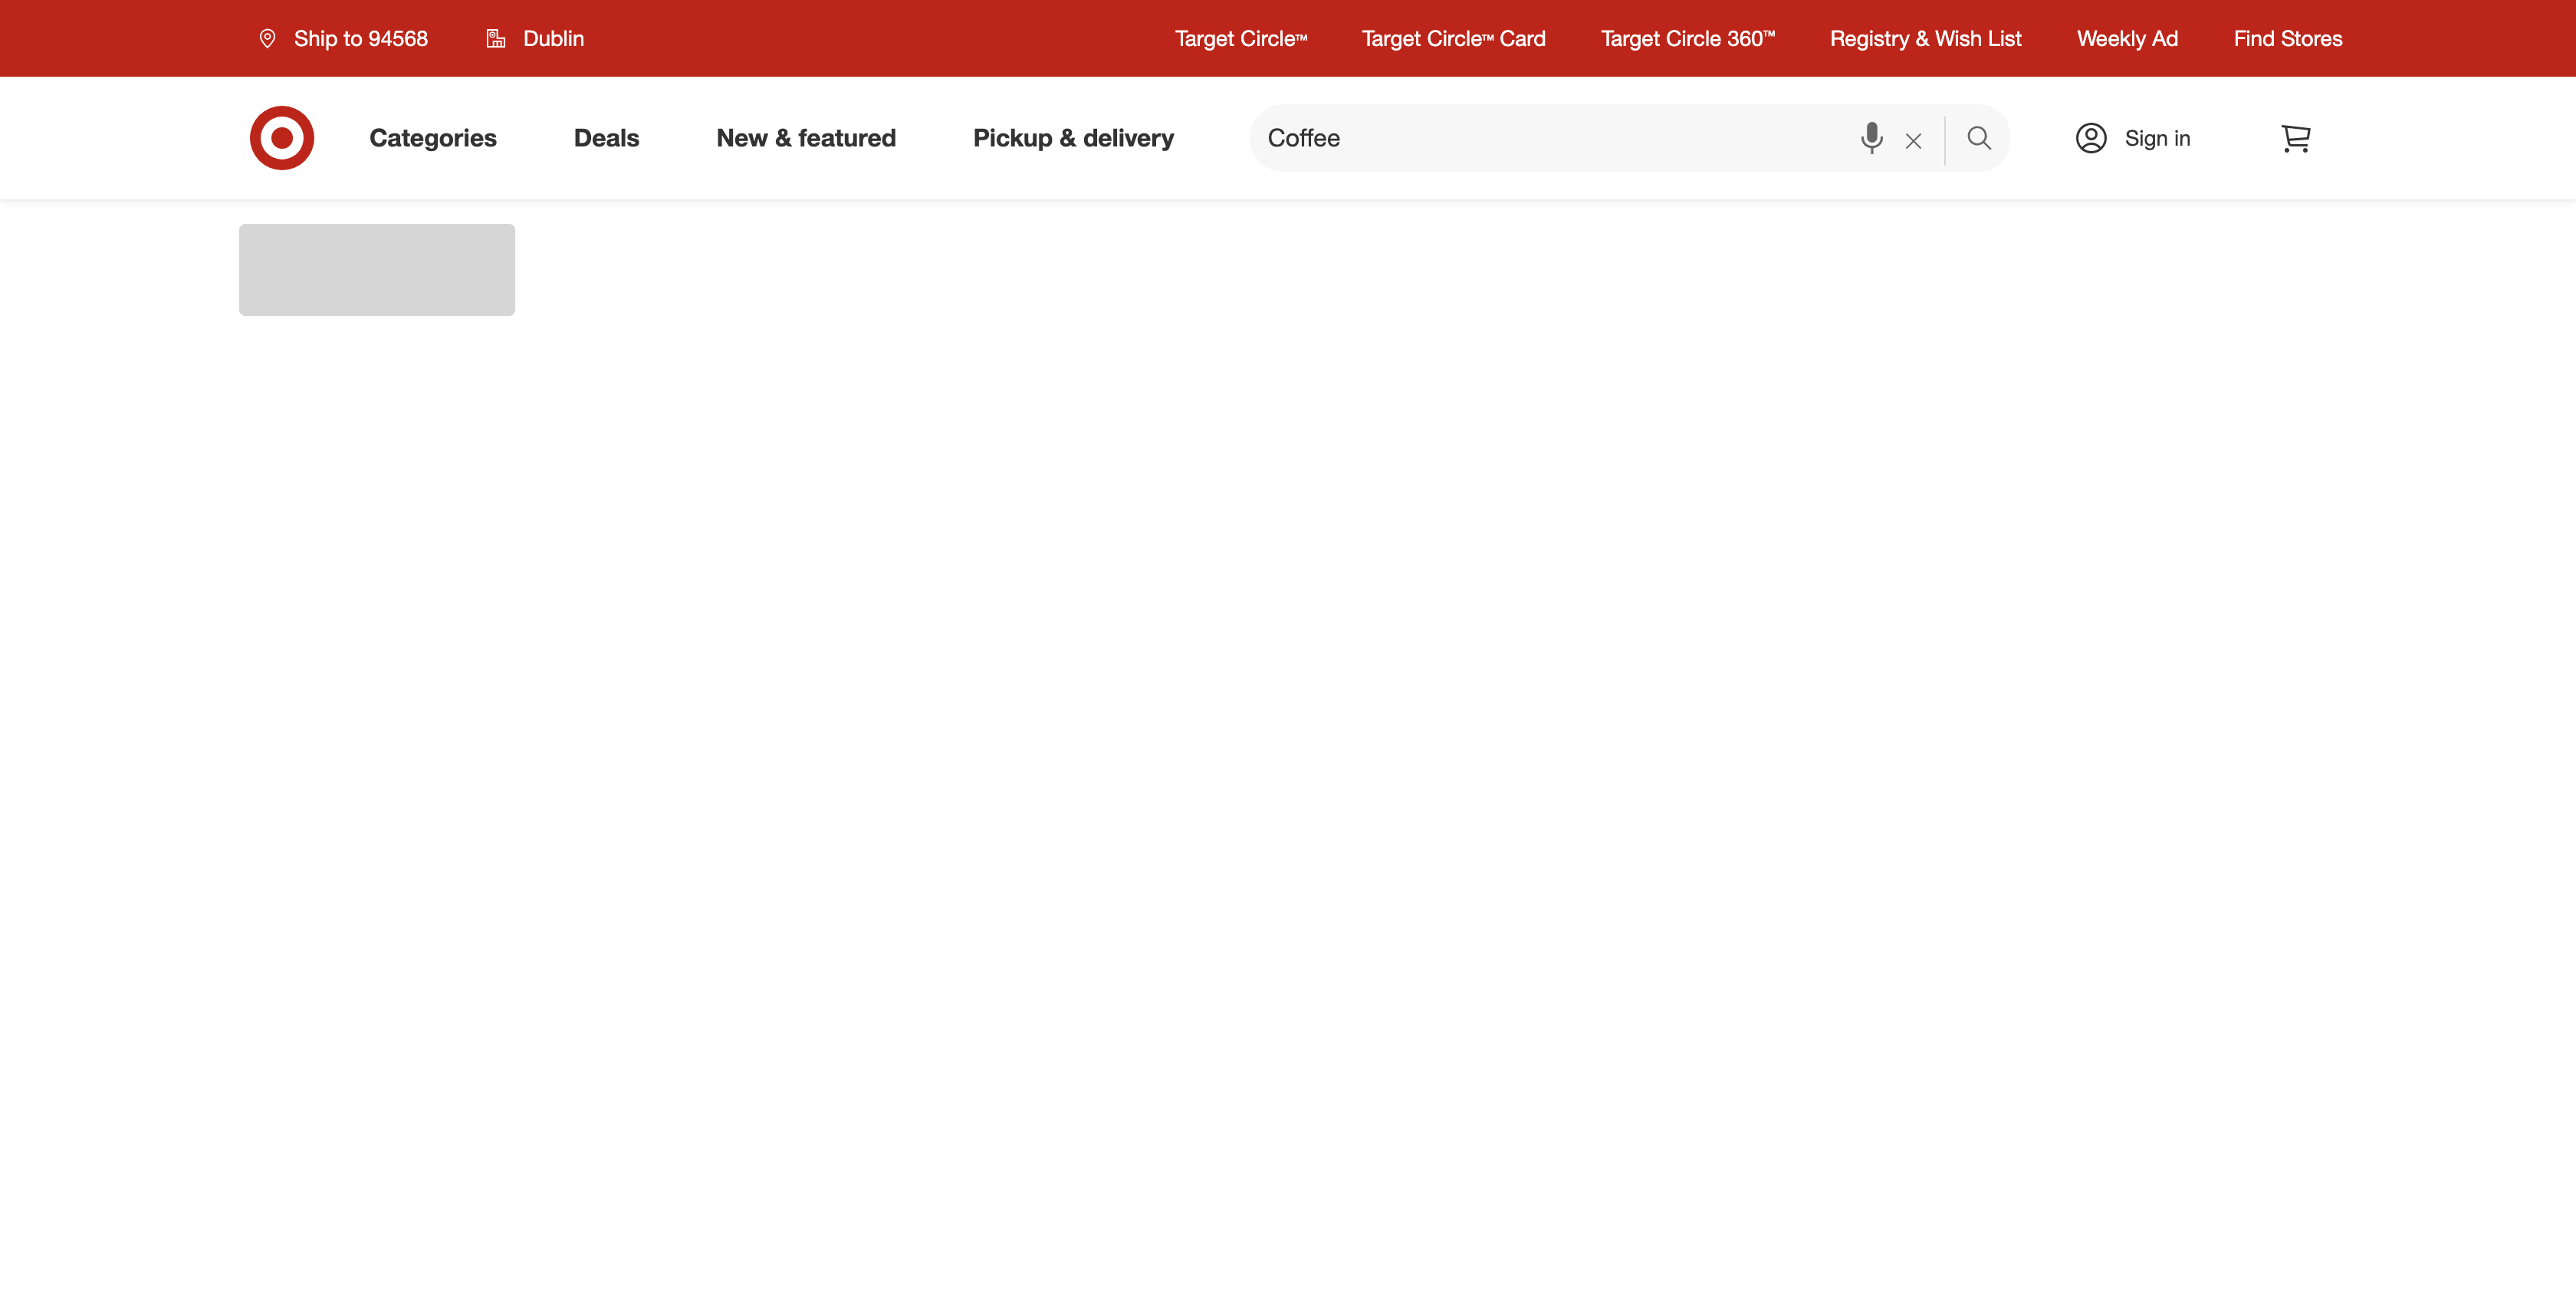 Ship to 94568 Dublin Target Circle™ Target Circle™ Card Target Circle 360™ Registry & Wish List Weekly Ad Find Stores
Categories Deals New & featured Pickup & delivery Coffee Sign in